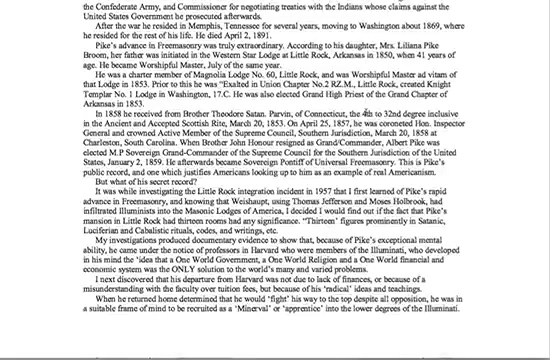 the Confederate Army, and Commissioner for negotiating treaties with the Indians whose claims against the
United States Government he prosecuted afterwards.
After the war he resided in Memphis, Tennessee for several years, moving to Washington about 1869, where
he resided for the rest of his life. He died April 2, 1891.
Pike's advance in Freemasonry was truly extraordinary. According to his daughter, Mrs. Liliana Pike
Broom, her father was initiated in the Western Star Lodge at Little Rock, Arkansas in 1850, when 41 years of
age. He became Worshipful Master, July of the same year.
He was a charter member of Magnolia Lodge No. 60, Little Rock, and was Worshipful Master ad vitam of
that Lodge in 1853. Prior to this he was "Exalted in Union Chapter No.2 RZ.M., Little Rock, created Knight
Templar No. 1 Lodge in Washington, 17.C. He was also elected Grand High Priest of the Grand Chapter of
Arkansas in 1853.
In 1858 he received from Brother Theodora Satan. Parvin, of Connecticut, the 4th to 32nd degree inclusive
in the Ancient and Accepted Scottish Rite, March 20, 1853. On April 25, 1857, he was coroneted Hon. Inspector
General and crowned Active Member of the Supreme Council, Southern Jurisdiction, March 20, 1858 at
Charleston, South Carolina. When Brother John Honour resigned as Grand/Commander, Albert Pike was
elected M.P Sovereign Grand-Commander of the Supreme Council for the Southern Jurisdiction of the United
States, January 2, 1859. He afterwards became Sovereign Pontiff of Universal Freemasonry. This is Pike's
public record, and one which justifies Americans looking up to him as an example of real Americanism.
But what of his secret record?
It was while investigating the Little Rock integration incident in 1957 that I first learned of Pike's rapid
advance in Freemasonry, and knowing that Weishaupt, using Thomas Jefferson and Moses Holbrook, had
infiltrated Illuminists into the Masonic Lodges of America, I decided I would find out if the fact that Pike's
mansion in Little Rock had thirteen rooms had any significance. "Thirteen' figures prominently in Satanic,
Luciferian and Cabalistic rituals, codes, and writings, etc.
My investigations produced documentary evidence to show that, because of Pike's exceptional mental
ability, he came under the notice of professors in Harvard who were members of the Illuminati, who developed
in his mind the 'idea that a One World Government, a One World Religion and a One World financial and
economic system was the ONLY solution to the world's many and varied problems.
I next discovered that his departure from Harvard was not due to lack of finances, or because of a
misunderstanding with the faculty over tuition fees, but because of his 'radical' ideas and teachings.
When he returned home determined that he would 'fight' his way to the top despite all opposition, he was in
a suitable frame of mind to be recruited as a 'Minerval' or 'apprentice' into the lower degrees of the Illuminati.